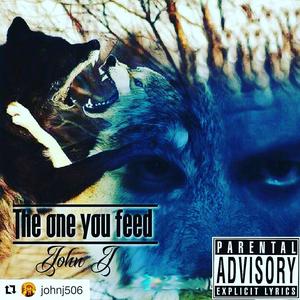 The one you feed
John J
PARENTAL
ADVISORY
EXPLICIT LYRICS
johnj506